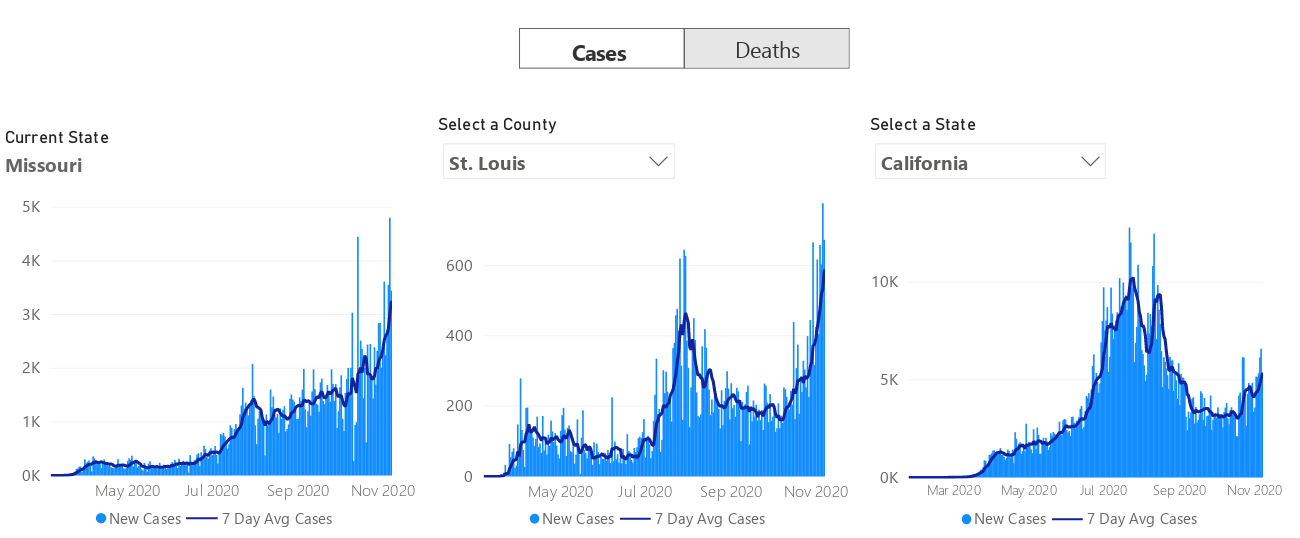 Cases
Deaths
Current State
Missouri
5K
4K
3K
2K
1K
0K
May 2020
Jul 2020
Sep 2020
Nov 2020
New Cases
7 Day Avg Cases
Select a County
St. Louis
600
400
200
0
May 2020
Jul 2020
Sep 2020
Nov 2020
New Cases
7 Day Avg Cases
Select a State
California
10K
5K
0K
Mar 2020
May 2020
Jul 2020
Sep 2020
Nov 2020
New Cases
7 Day Avg Cases